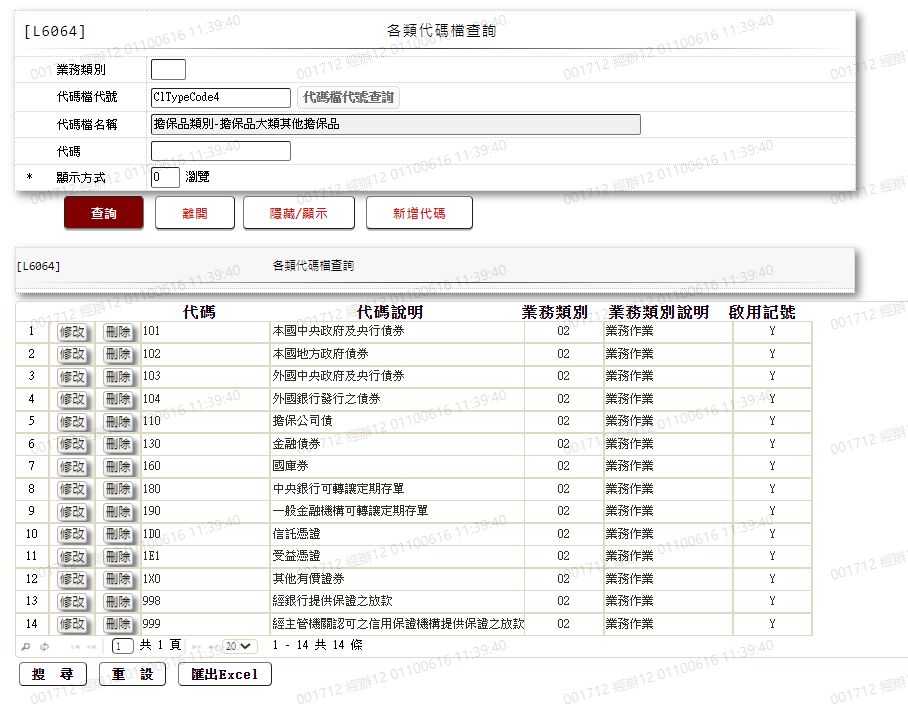 [L6064] 各類代碼檔查詢
業務類別
代碼檔代號 ClTypeCode4 代碼檔代號查詢
代碼檔名稱 擔保品類別-擔保品大類其他擔保品
代碼
* 顯示方式 0 瀏覽
查詢 離開 隱藏/顯示 新增代碼
[L6064] 各類代碼檔查詢
代碼 代碼說明 業務類別 業務類別說明 啟用記號
1 修改 刪除 101 本國中央政府及央行債券 02 業務作業 Y
2 修改 刪除 102 本國地方政府債券 02 業務作業 Y
3 修改 刪除 103 外國中央政府及央行債券 02 業務作業 Y
4 修改 刪除 104 外國銀行發行之債券 02 業務作業 Y
5 修改 刪除 110 擔保公司債 02 業務作業 Y
6 修改 刪除 130 金融債券 02 業務作業 Y
7 修改 刪除 160 國庫券 02 業務作業 Y
8 修改 刪除 180 中央銀行可轉讓定期存單 02 業務作業 Y
9 修改 刪除 190 一般金融機構可轉讓定期存單 02 業務作業 Y
10 修改 刪除 1D0 信託憑證 02 業務作業 Y
11 修改 刪除 1E1 受益憑證 02 業務作業 Y
12 修改 刪除 1X0 其他有價證券 02 業務作業 Y
13 修改 刪除 998 經銀行提供保證之放款 02 業務作業 Y
14 修改 刪除 999 經主管機關認可之信用保證機構提供保證之放款 02 業務作業 Y
1 共 1 頁 20 1 - 14 共 14 條
搜 尋 重 設 匯出Excel
001712 經辦12 01100616 11:39:40